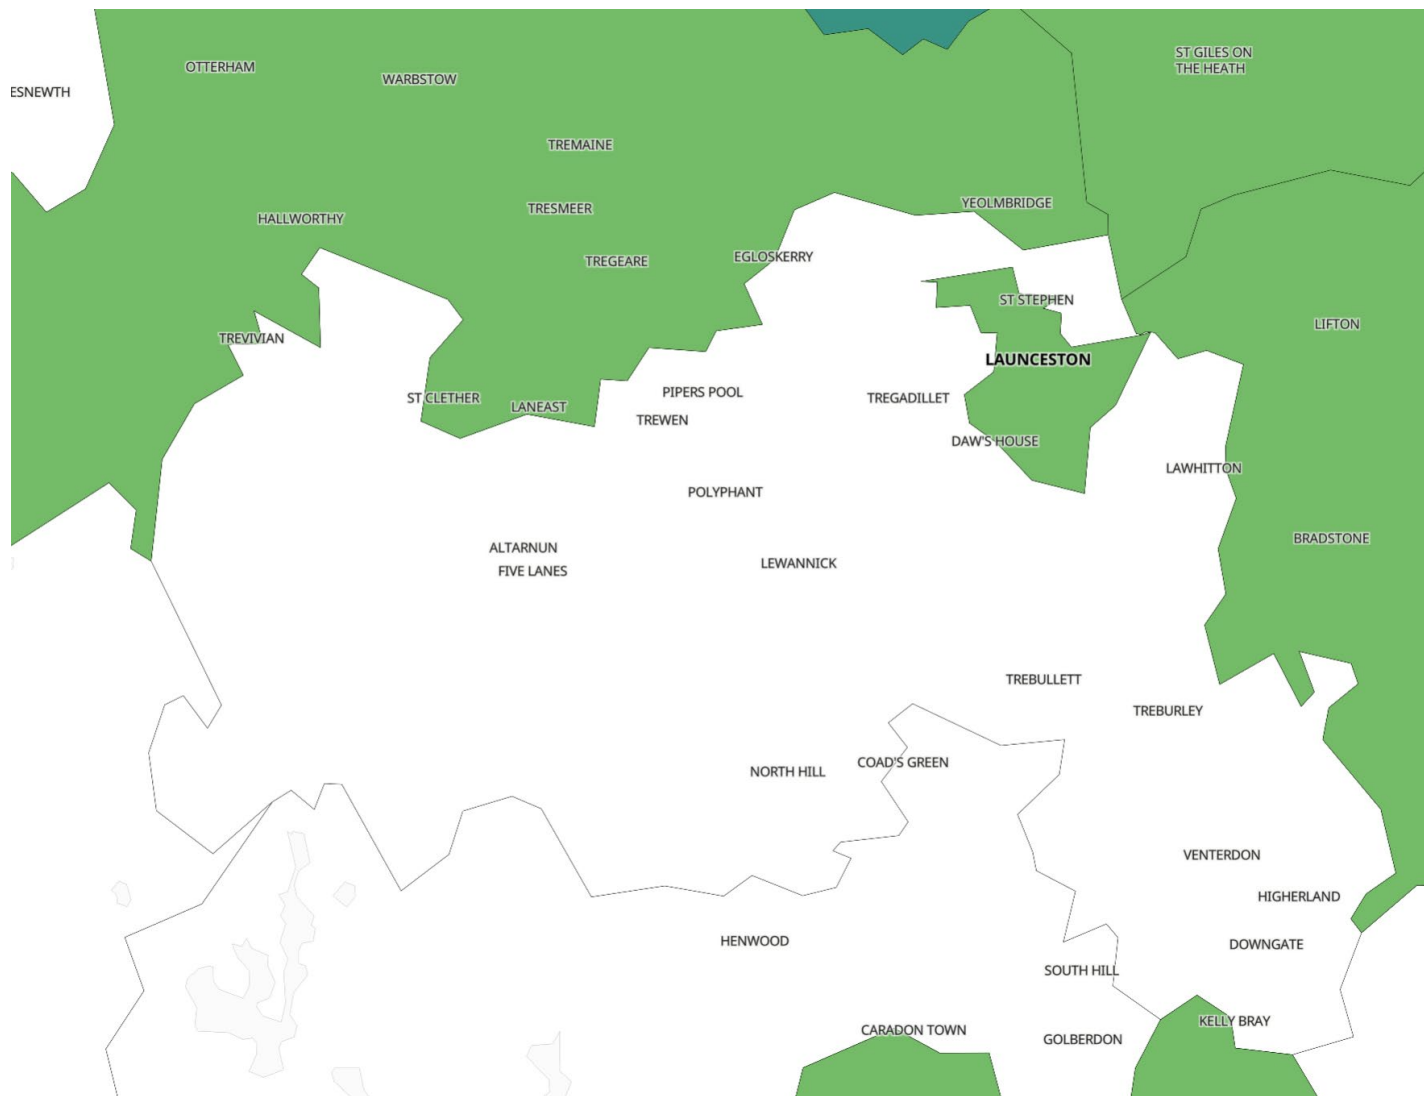 ST GILES ON
THE HEATH
OTTERHAM
WARBSTOW
ESNEWTH
TREMAINE
YEOLMBRIDGE
TRESMEER
HALLWORTHY
EGLOSKERRY
TREGEARE
ST STEPHEN
LIFTON
TREVIVIAN
LAUNCESTON
PIPERS POOL
ST CLETHER
TREGADILLET
LANEAST
TREWEN
DAW'S HOUSE
LAWHITTON
POLYPHANT
BRADSTONE
ALTARNUN
LEWANNICK
FIVE LANES
TREBULLETT
TREBURLEY
COAD'S GREEN
NORTH HILL
VENTERDON
HIGHERLAND
HENWOOD
DOWNGATE
SOUTH HILL
KELLY BRAY
CARADON TOWN
GOLBERDON